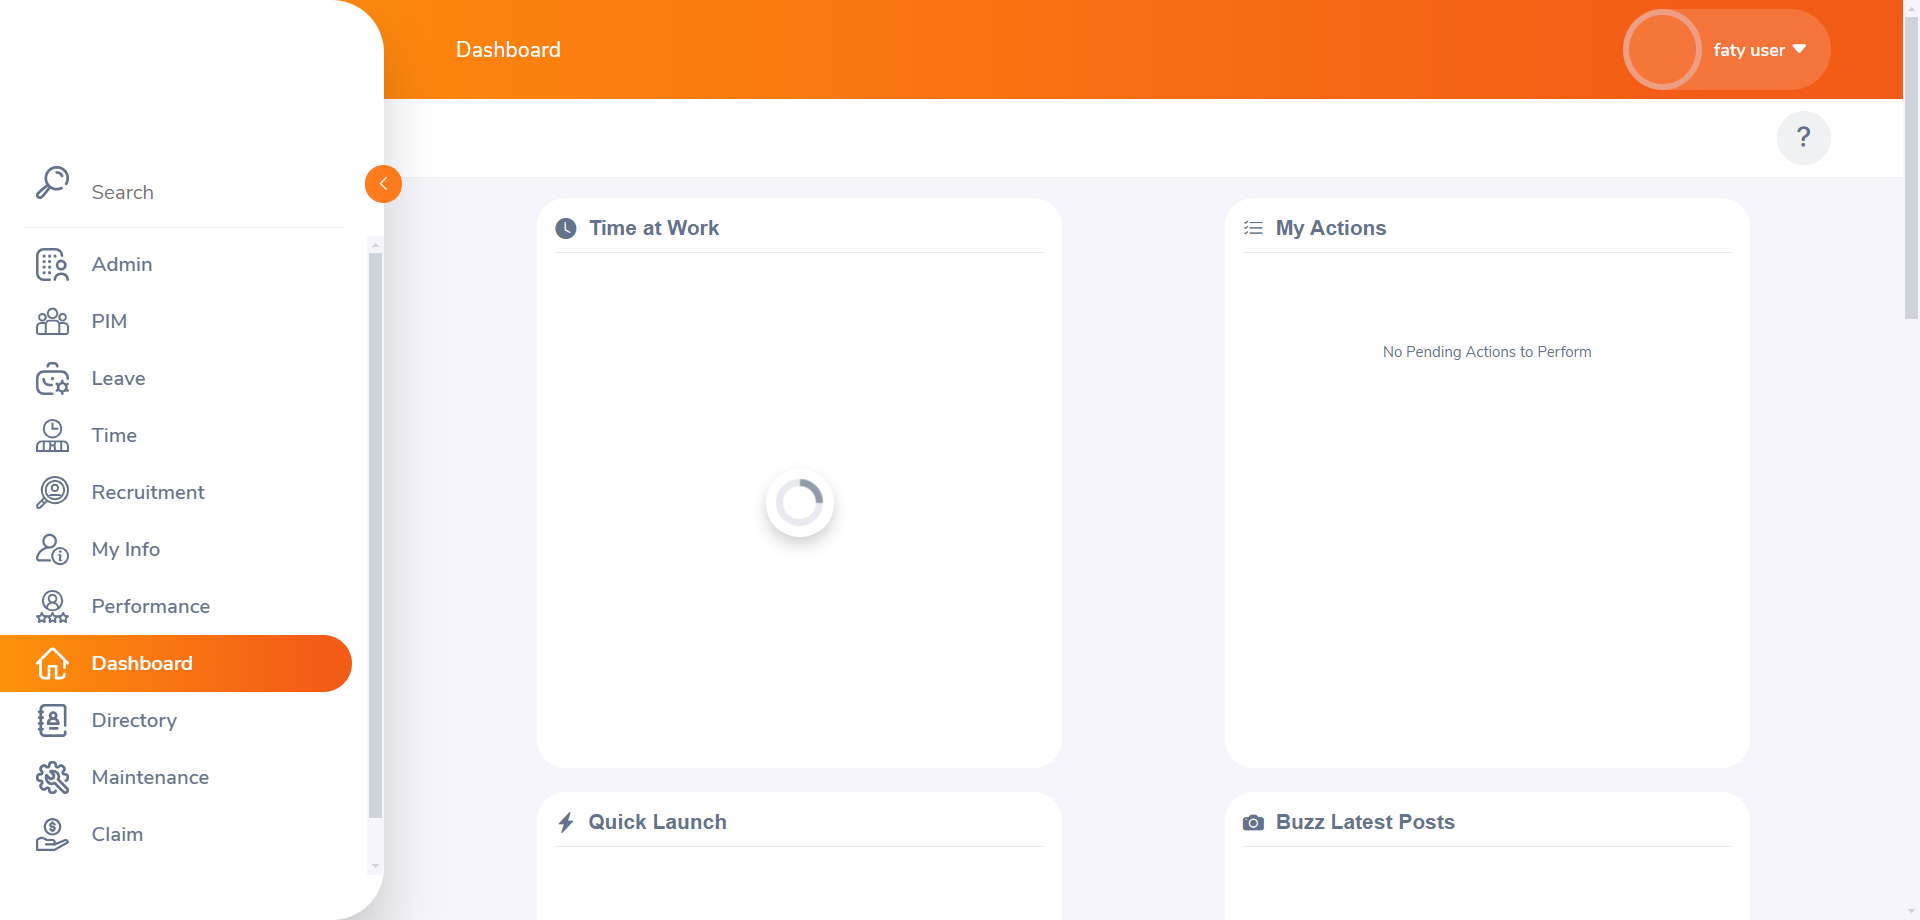 Dashboard
faty user
?
Search
Admin
PIM
Leave
Time
Recruitment
My Info
Performance
Dashboard
Directory
Maintenance
Claim
Time at Work
My Actions
No Pending Actions to Perform
Quick Launch
Buzz Latest Posts